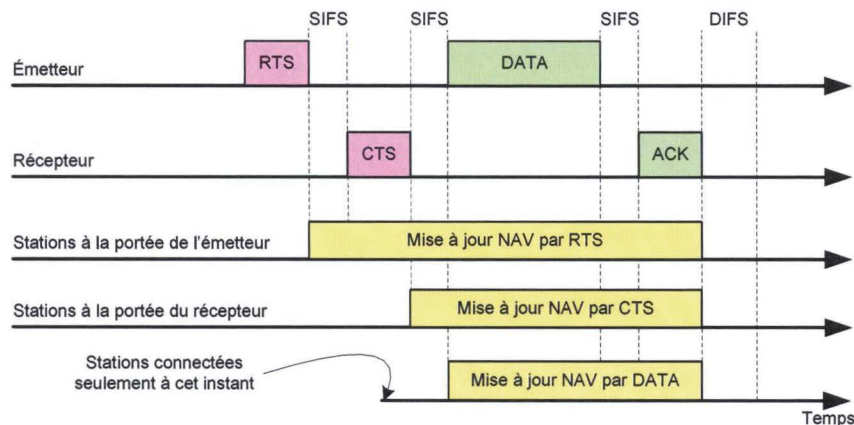 SIFS SIFS SIFS DIFS
Émetteur RTS DATA
Récepteur CTS ACK
Stations à la portée de l'émetteur Mise à jour NAV par RTS
Stations à la portée du récepteur Mise à jour NAV par CTS
Stations connectées
seulement à cet instant
Mise à jour NAV par DATA
Temps